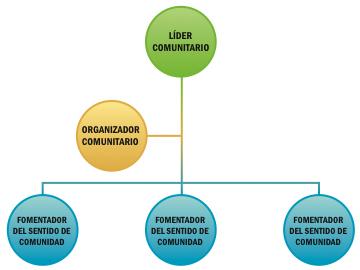 LÍDER
COMUNITARIO
ORGANIZADOR
COMUNITARIO
FOMENTADOR
DEL SENTIDO DE
COMUNIDAD
FOMENTADOR
DEL SENTIDO DE
COMUNIDAD
FOMENTADOR
DEL SENTIDO DE
COMUNIDAD